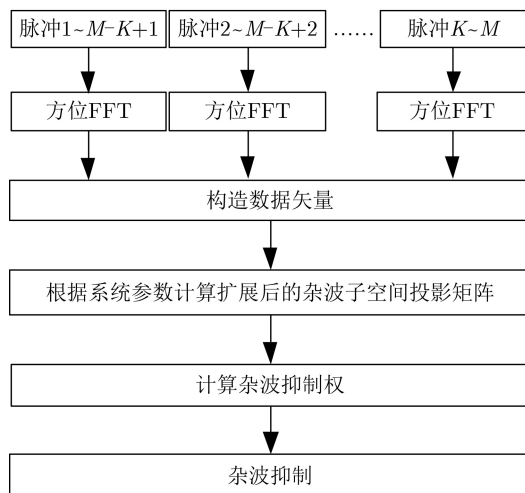 脉冲1~M−K+1 脉冲2~M−K+2 …… 脉冲K~M
方位FFT 方位FFT 方位FFT
构造数据矢量
根据系统参数计算扩展后的杂波子空间投影矩阵
计算杂波抑制权
杂波抑制